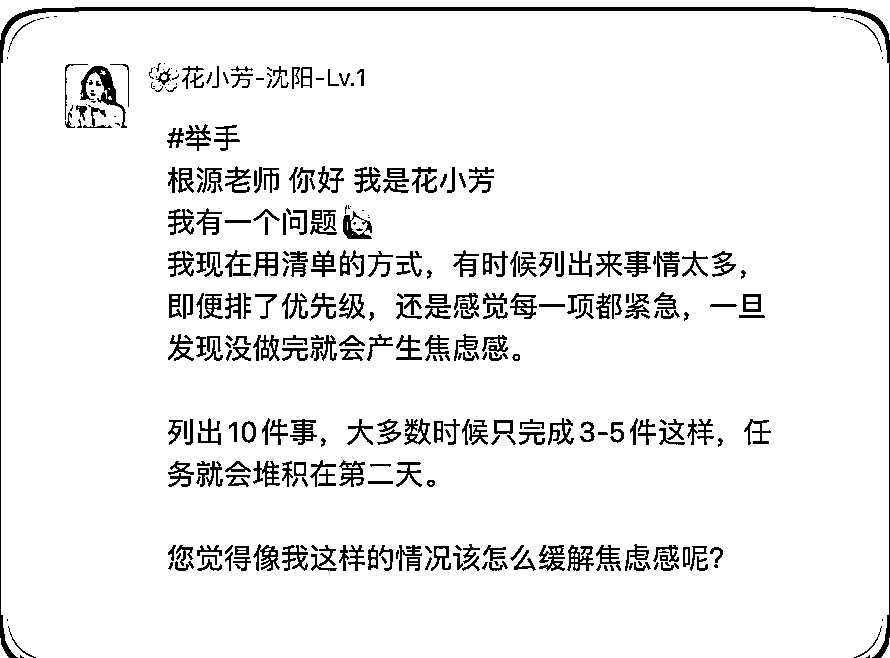 花小芳-沈阳-Lv.1
#举手
根源老师 你好 我是花小芳
我有一个问题
我现在用清单的方式，有时候列出来事情太多，
即便排了优先级，还是感觉每一项都紧急，一旦
发现没做完就会产生焦虑感。
列出10件事，大多数时候只完成3-5件这样，任
务就会堆积在第二天。
您觉得像我这样的情况该怎么缓解焦虑感呢？